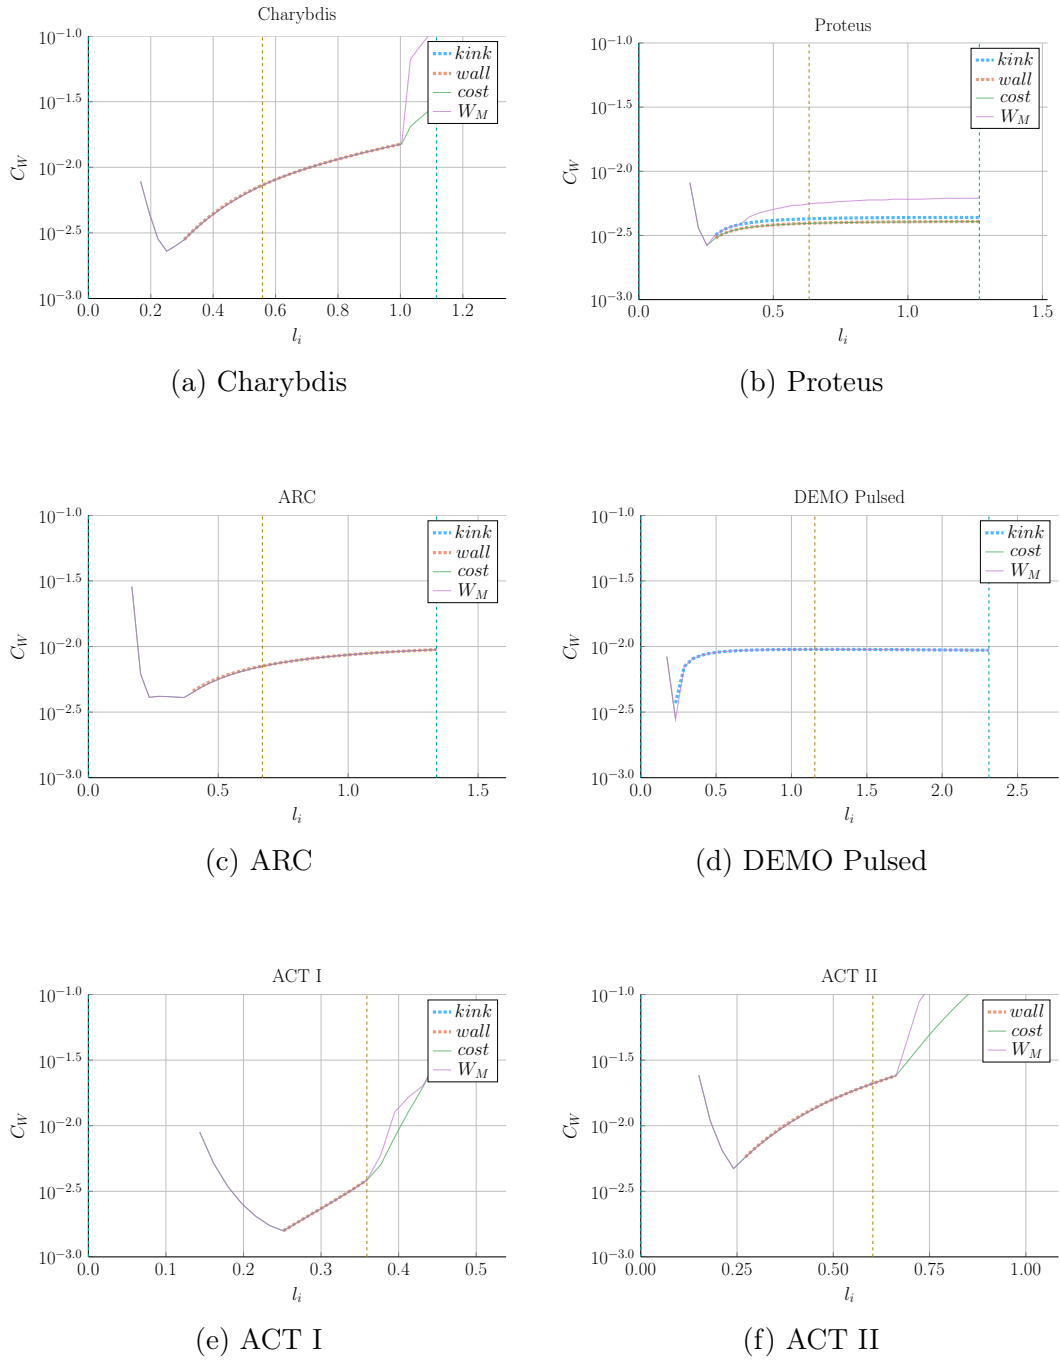 Charybdis
10^{-1.0}
10^{-1.5}
10^{-2.0}
10^{-2.5}
10^{-3.0}
C_W
0.0 0.2 0.4 0.6 0.8 1.0 1.2
l_i
kink
wall
cost
W_M
(a) Charybdis
Proteus
10^{-1.0}
10^{-1.5}
10^{-2.0}
10^{-2.5}
10^{-3.0}
C_W
0.0 0.5 1.0 1.5
l_i
kink
wall
cost
W_M
(b) Proteus
ARC
10^{-1.0}
10^{-1.5}
10^{-2.0}
10^{-2.5}
10^{-3.0}
C_W
0.0 0.5 1.0 1.5
l_i
kink
wall
cost
W_M
(c) ARC
DEMO Pulsed
10^{-1.0}
10^{-1.5}
10^{-2.0}
10^{-2.5}
10^{-3.0}
C_W
0.0 0.5 1.0 1.5 2.0 2.5
l_i
kink
cost
W_M
(d) DEMO Pulsed
ACT I
10^{-1.0}
10^{-1.5}
10^{-2.0}
10^{-2.5}
10^{-3.0}
C_W
0.0 0.1 0.2 0.3 0.4 0.5
l_i
kink
wall
cost
W_M
(e) ACT I
ACT II
10^{-1.0}
10^{-1.5}
10^{-2.0}
10^{-2.5}
10^{-3.0}
C_W
0.00 0.25 0.50 0.75 1.00
l_i
wall
cost
W_M
(f) ACT II